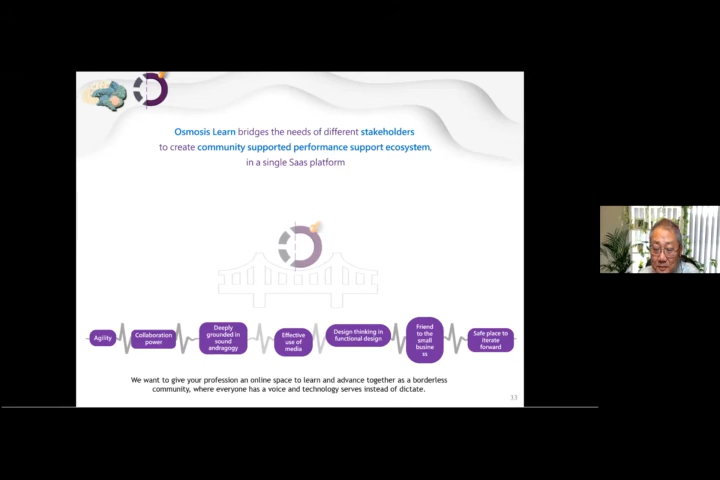 Osmosis Learn bridges the needs of different stakeholders
to create community supported performance support ecosystem,
in a single Saas platform
Agility
Collaboration
power
Deeply
grounded in
sound
andragogy
Effective
use of
media
Design thinking in
functional design
Friend
to the
small
busine
ss
Safe place to
iterate
forward
We want to give your profession an online space to learn and advance together as a borderless
community, where everyone has a voice and technology serves instead of dictate.
33